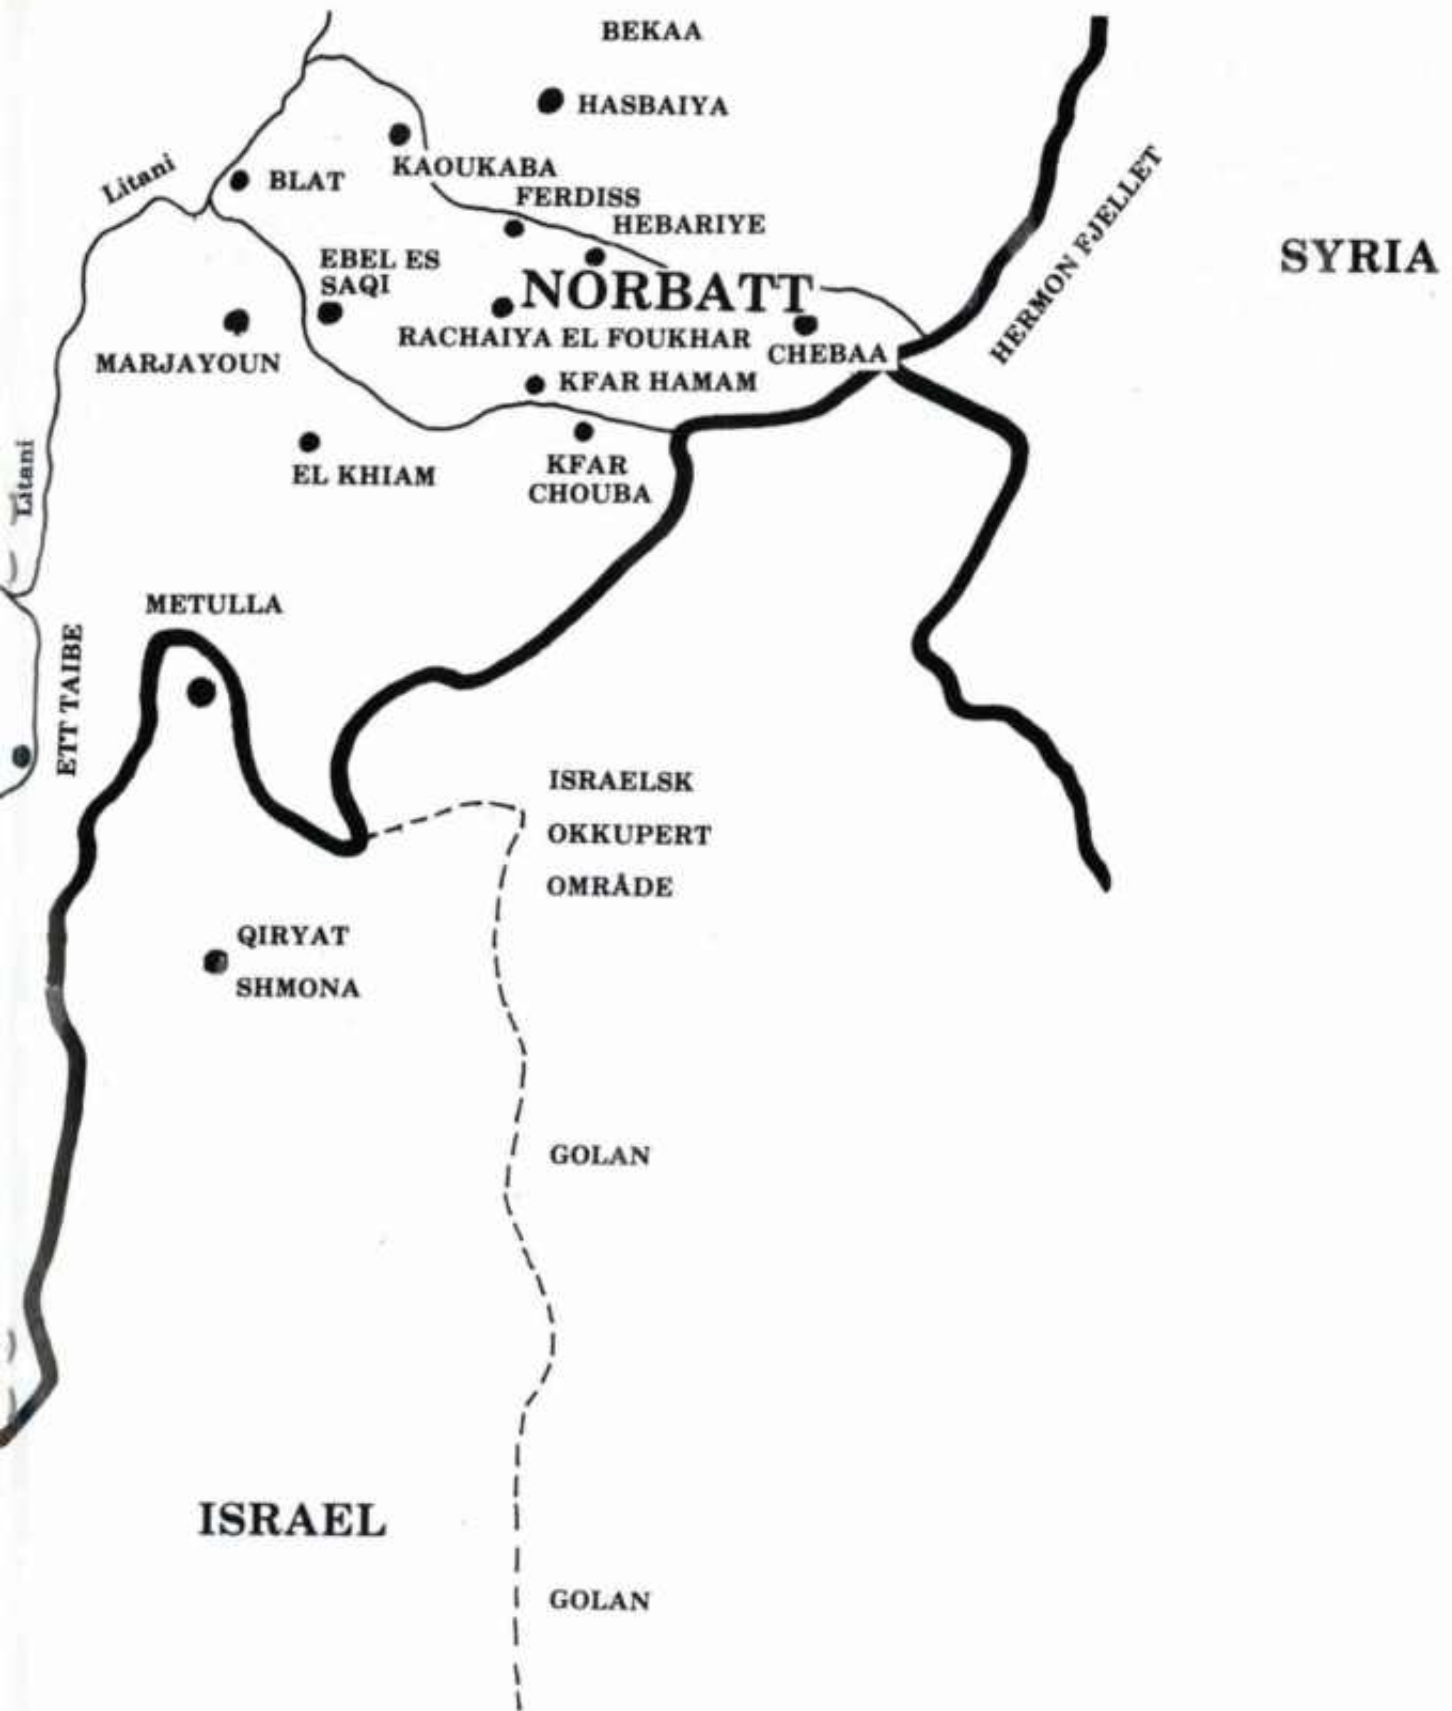 BEKAA
HASBAIYA
KAOUKABA
Litani
BLAT
FERDISS
HEBARIYE
HERMON FJELLET
SYRIA
EBEL ES
SAQI
NORBATT
RACHAIYA EL FOUKHAR
CHEBAA
MARJAYOUN
KFAR HAMAM
Litani
EL KHIAM
KFAR
CHOUBA
METULLA
ETT TAIBE
ISRAELSK
OKKUPERT
OMRÅDE
QIRYAT
SHMONA
GOLAN
ISRAEL
GOLAN